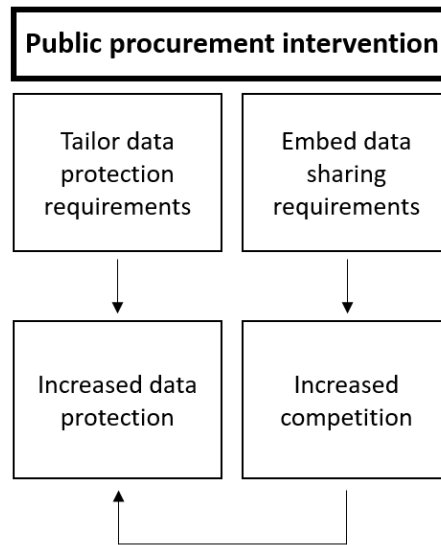 Public procurement intervention
Tailor data
protection
requirements
Embed data
sharing
requirements
Increased data
protection
Increased
competition